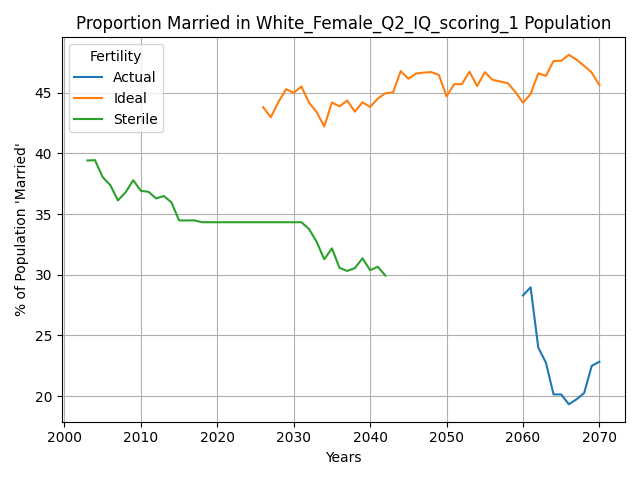 Proportion Married in White_Female_Q2_IQ_scoring_1 Population
Fertility
Actual
Ideal
Sterile
% of Population 'Married'
45
40
35
30
25
20
2000 2010 2020 2030 2040 2050 2060 2070
Years